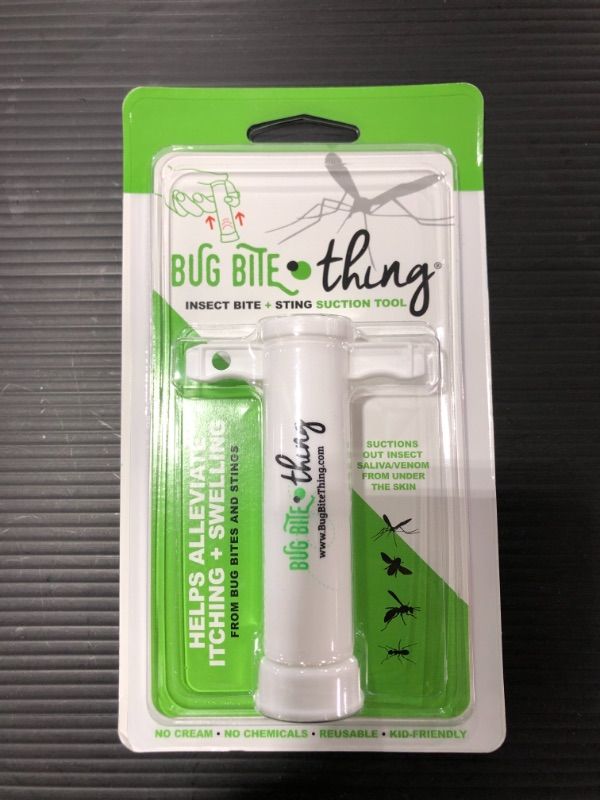 BUG BITE thing®
INSECT BITE + STING SUCTION TOOL
HELPS ALLEVIATE
ITCHING + SWELLING
FROM BUG BITES AND STINGS
BUG BITE thing
www.BugBiteThing.com
SUCTIONS
OUT INSECT
SALIVA/VENOM
FROM UNDER
THE SKIN
NO CREAM • NO CHEMICALS • REUSABLE • KID-FRIENDLY